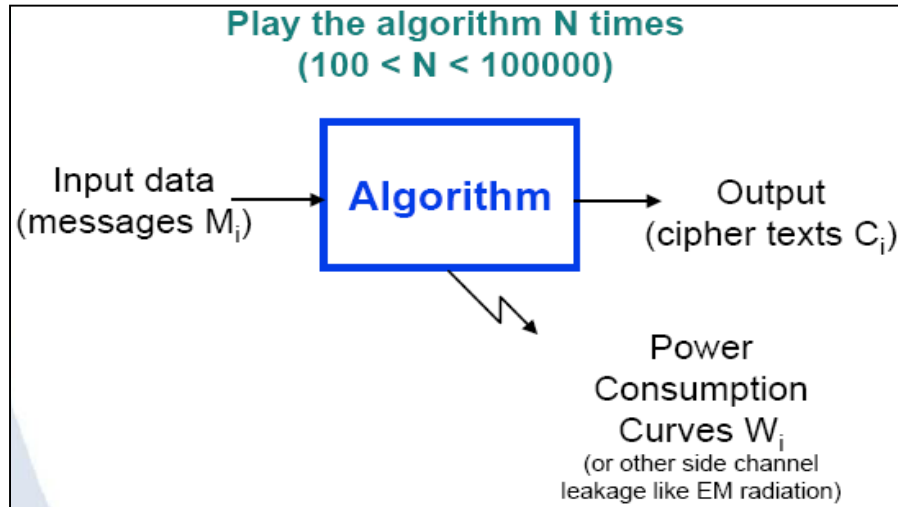 Play the algorithm N times
(100 < N < 100000)
Input data
(messages Mᵢ)
Algorithm
Output
(cipher texts Cᵢ)
Power
Consumption
Curves Wᵢ
(or other side channel
leakage like EM radiation)